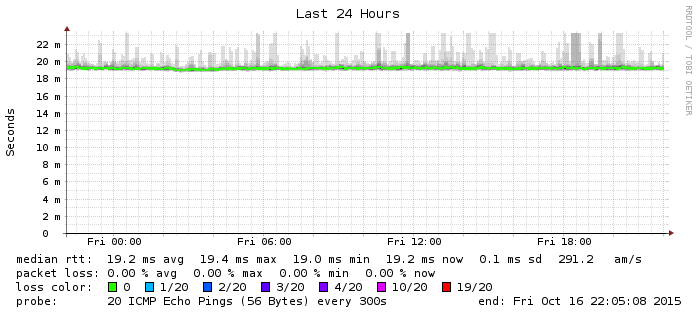 Last 24 Hours
RRDTOOL / TOBI OETIKER
Seconds
22 m
20 m
18 m
16 m
14 m
12 m
10 m
8 m
6 m
4 m
2 m
0
Fri 00:00 Fri 06:00 Fri 12:00 Fri 18:00
median rtt: 19.2 ms avg 19.4 ms max 19.0 ms min 19.2 ms now 0.1 ms sd 291.2 am/s
packet loss: 0.00 % avg 0.00 % max 0.00 % min 0.00 % now
loss color: 0 1/20 2/20 3/20 4/20 10/20 19/20
probe: 20 ICMP Echo Pings (56 Bytes) every 300s end: Fri Oct 16 22:05:08 2015